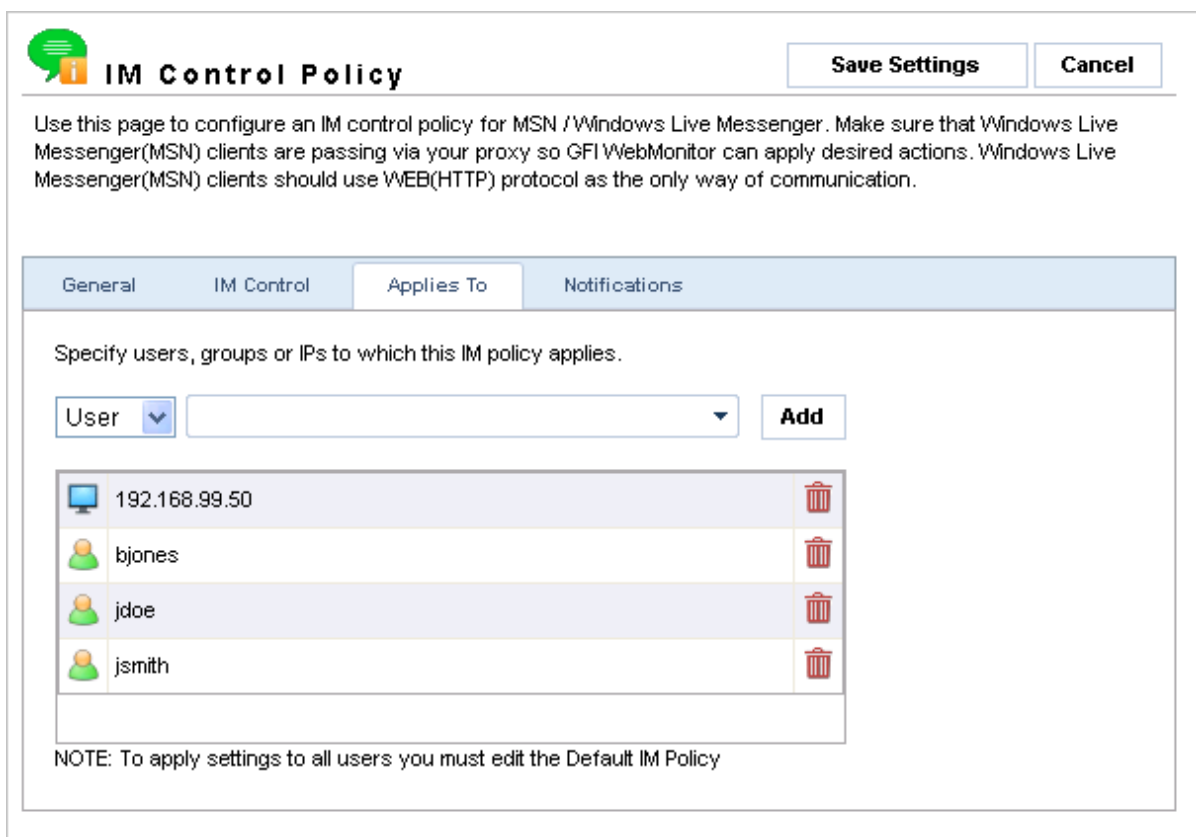 IM Control Policy
Save Settings
Cancel
Use this page to configure an IM control policy for MSN / Windows Live Messenger. Make sure that Windows Live
Messenger(MSN) clients are passing via your proxy so GFI WebMonitor can apply desired actions. Windows Live
Messenger(MSN) clients should use WEB(HTTP) protocol as the only way of communication.
General
IM Control
Applies To
Notifications
Specify users, groups or IPs to which this IM policy applies.
User
Add
192.168.99.50
bjones
jdoe
jsmith
NOTE: To apply settings to all users you must edit the Default IM Policy